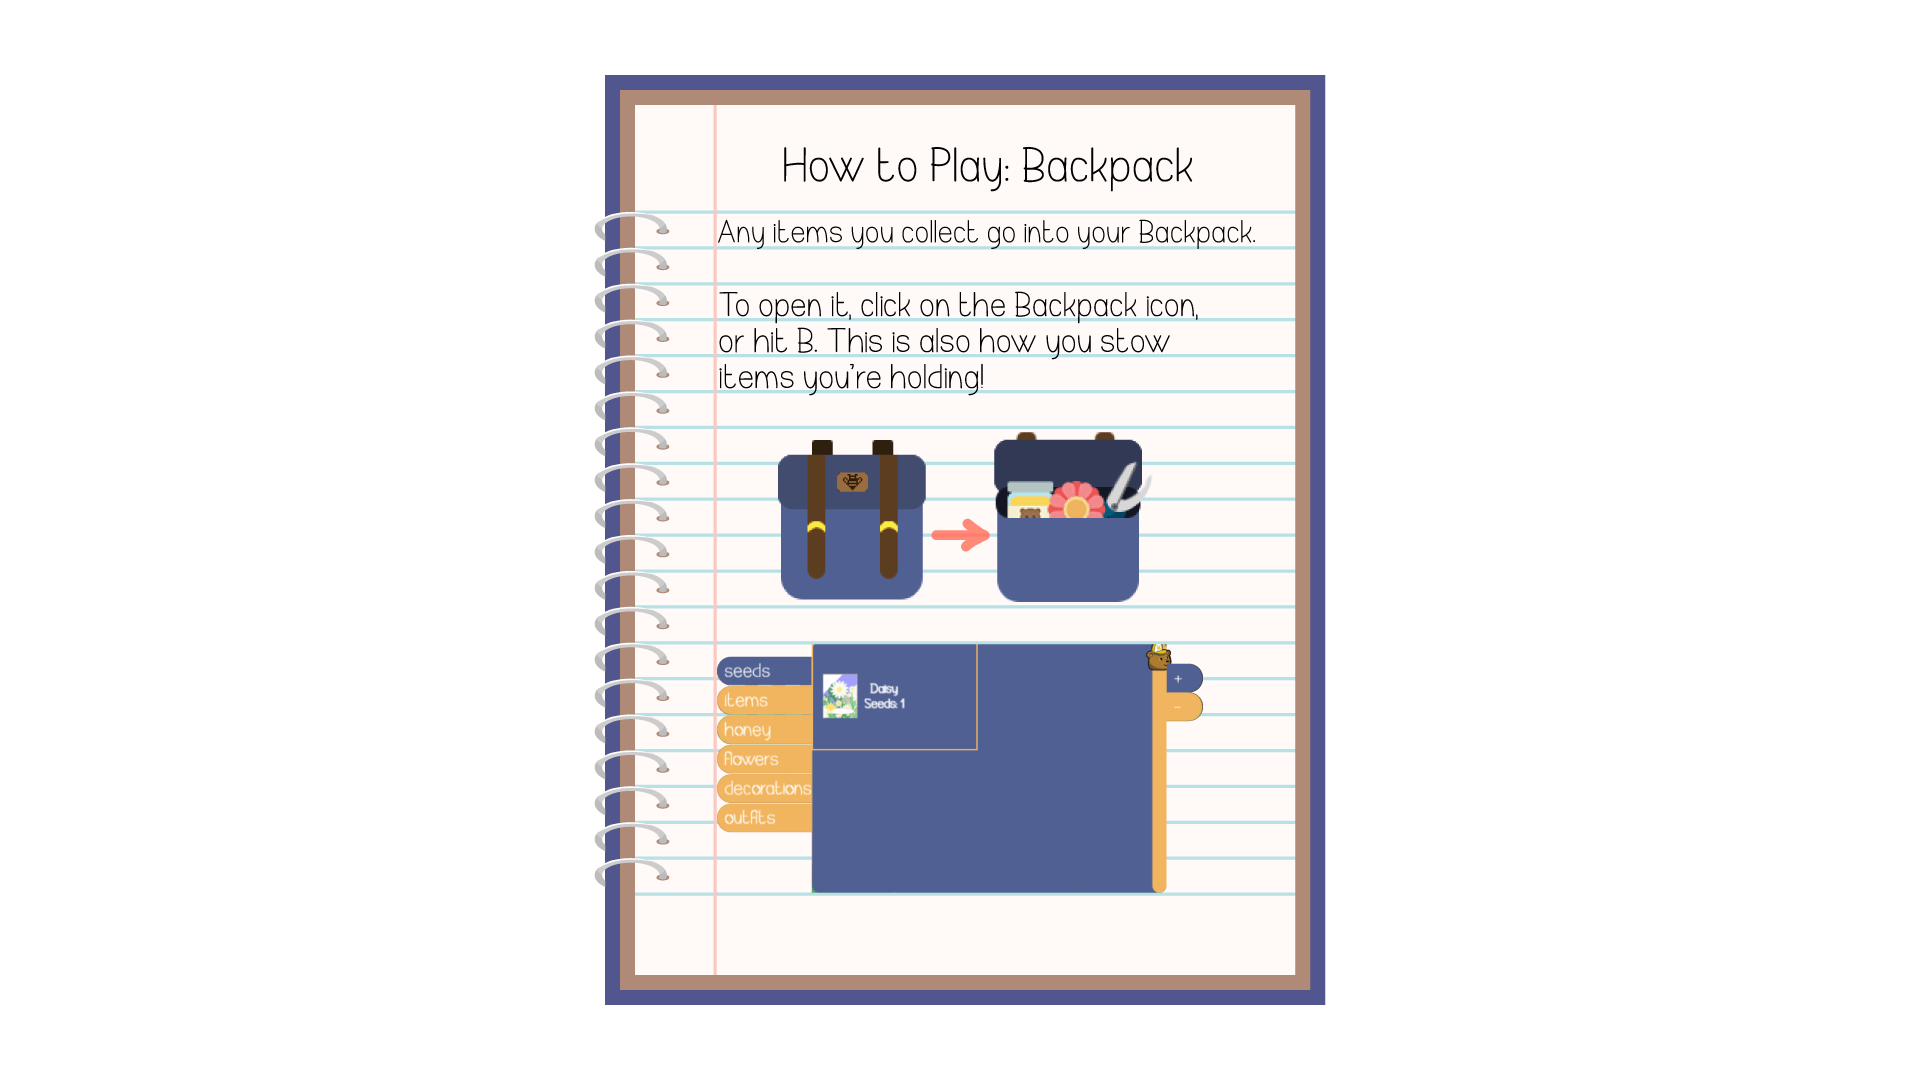 How to Play: Backpack
Any items you collect go into your Backpack.
To open it, click on the Backpack icon,
or hit B. This is also how you stow
items you're holding!
seeds
items
honey
flowers
decorations
outfits
Daisy
Seeds: 1
+
-